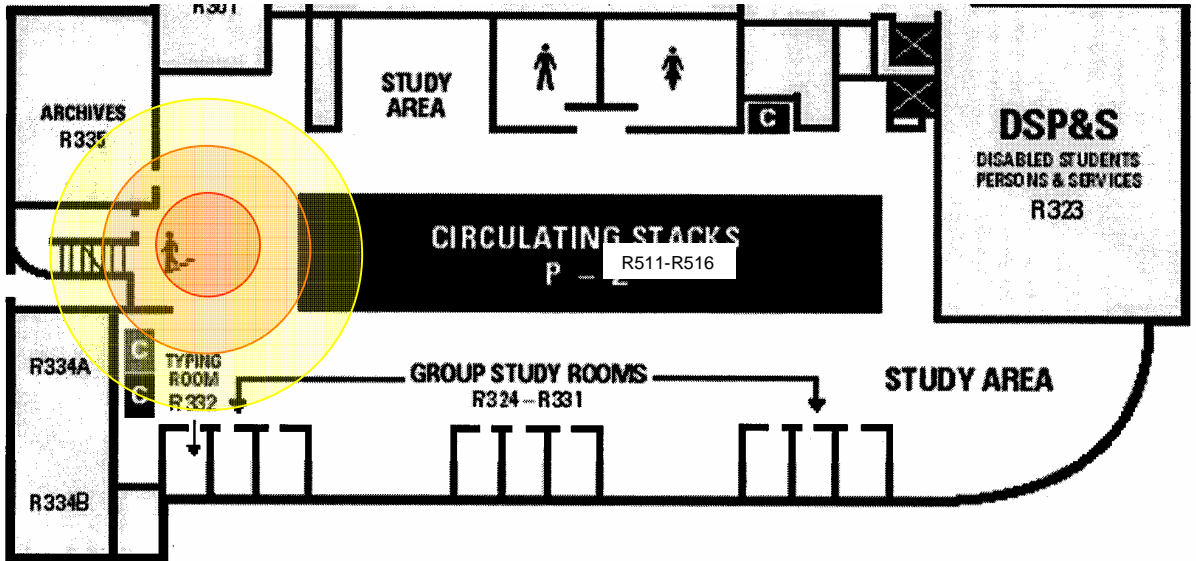 R301
STUDY
AREA
ARCHIVES
R335
C
DSP&S
DISABLED STUDENTS
PERSONS & SERVICES
R323
CIRCULATING STACKS
R511-R516
P –
C
R334A
TYPING
ROOM
R332
C
GROUP STUDY ROOMS
R324–R331
STUDY AREA
R334B